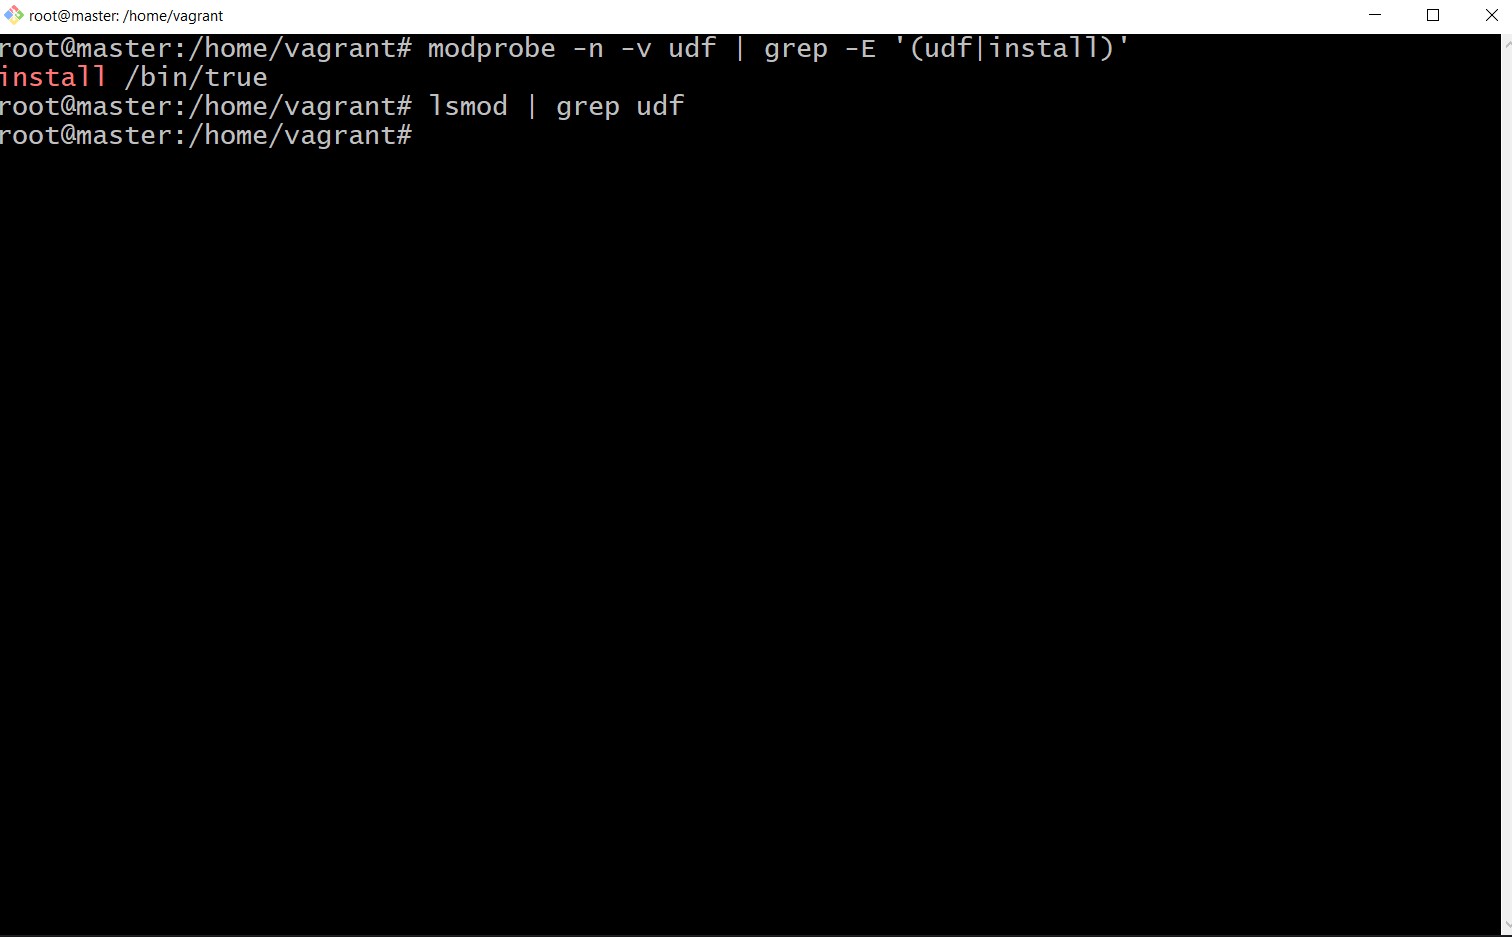 root@master: /home/vagrant
root@master:/home/vagrant# modprobe -n -v udf | grep -E '(udf|install)'
install /bin/true
root@master:/home/vagrant# lsmod | grep udf
root@master:/home/vagrant#